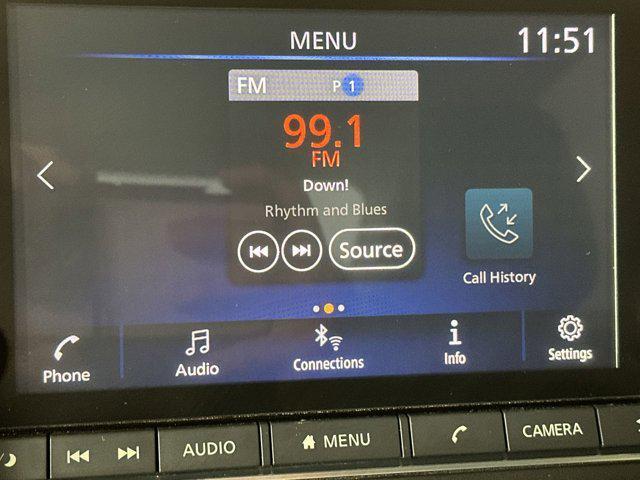 MENU
11:51
FM
P 1
99.1
FM
Down!
Rhythm and Blues
Source
Call History
Phone
Audio
Connections
Info
Settings
AUDIO
MENU
CAMERA